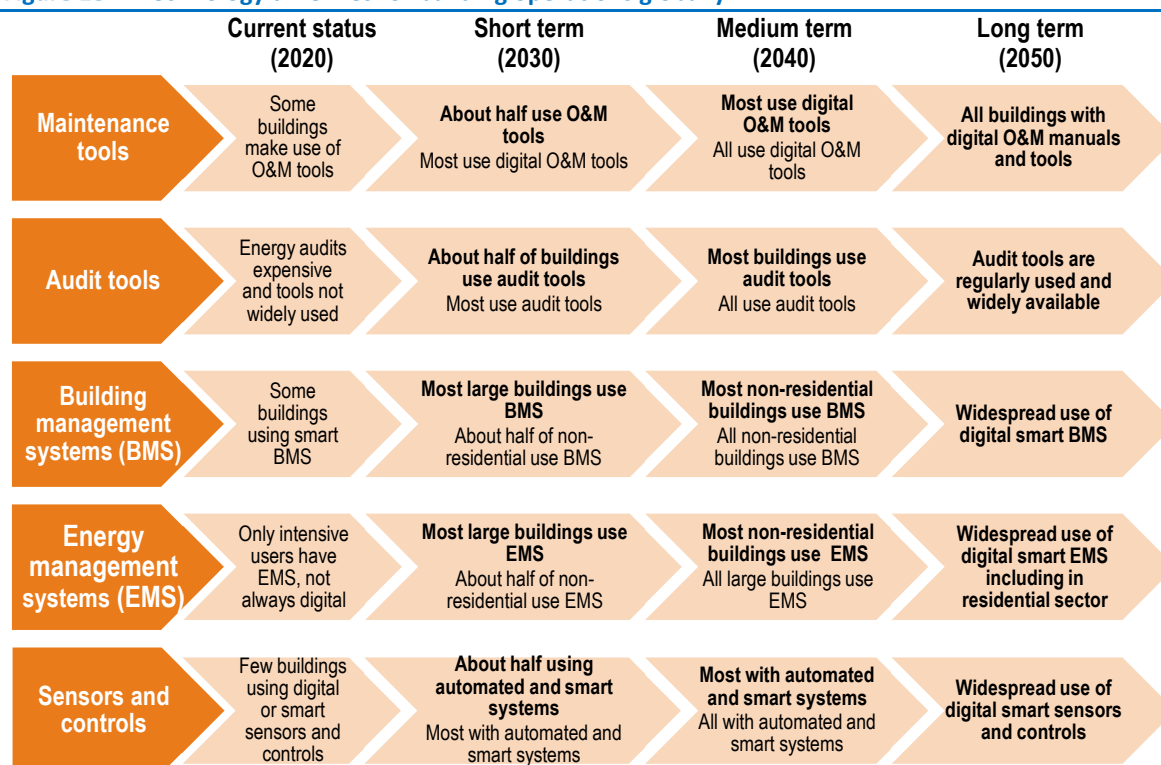 Current status
(2020)
Short term
(2030)
Medium term
(2040)
Long term
(2050)
Maintenance
tools
Some
buildings
make use of
O&M tools
About half use O&M
tools
Most use digital O&M tools
Most use digital
O&M tools
All use digital O&M
tools
All buildings with
digital O&M manuals
and tools
Audit tools
Energy audits
expensive
and tools not
widely used
About half of buildings
use audit tools
Most use audit tools
Most buildings use
audit tools
All use audit tools
Audit tools are
regularly used and
widely available
Building
management
systems (BMS)
Some
buildings
using smart
BMS
Most large buildings use
BMS
About half of non-
residential use BMS
Most non-residential
buildings use BMS
All non-residential
buildings use BMS
Widespread use of
digital smart BMS
Energy
management
systems (EMS)
Only intensive
users have
EMS, not
always digital
Most large buildings use
EMS
About half of non-
residential use EMS
Most non-residential
buildings use EMS
All large buildings use
EMS
Widespread use of
digital smart EMS
including in
residential sector
Sensors and
controls
Few buildings
using digital
or smart
sensors and
controls
About half using
automated and smart
systems
Most with automated and
smart systems
Most with automated
and smart systems
All with automated and
smart systems
Widespread use of
digital smart sensors
and controls